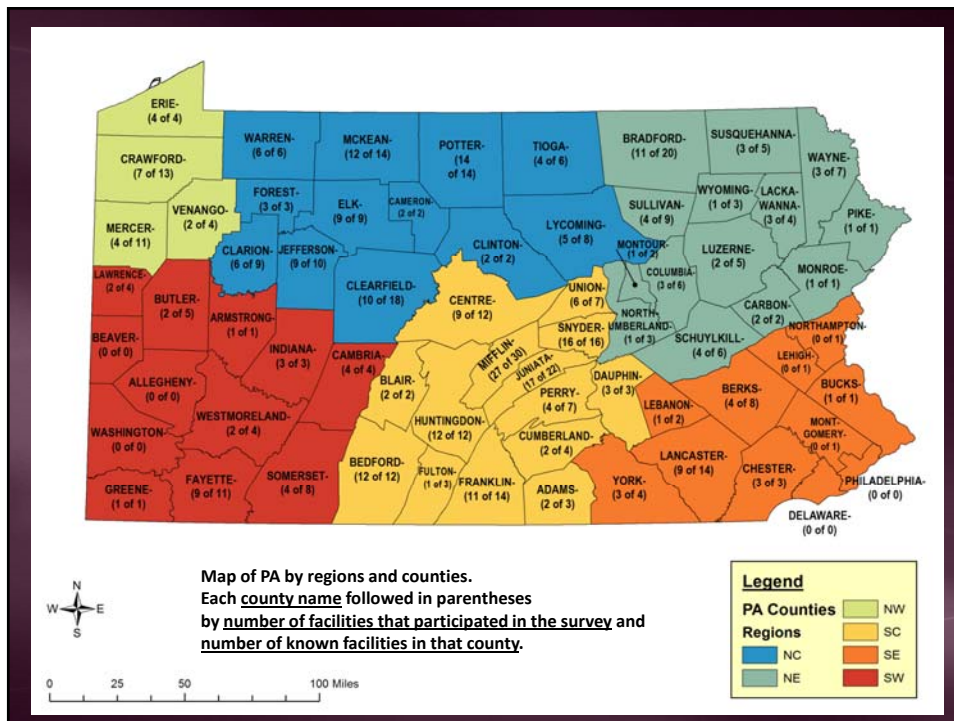 ERIE-
(4 of 4)
CRAWFORD-
(7 of 13)
MERCER-
(4 of 11)
VENANGO-
(2 of 4)
WARREN-
(6 of 6)
MCKEAN-
(12 of 14)
POTTER-
(14
of 14)
TIOGA-
(4 of 6)
FOREST-
(3 of 3)
ELK-
(9 of 9)
CAMERON-
(2 of 2)
CLARION-
(6 of 9)
JEFFERSON-
(9 of 10)
CLEARFIELD-
(10 of 18)
CLINTON-
(2 of 2)
LYCOMING-
(5 of 8)
BRADFORD-
(11 of 20)
SUSQUEHANNA-
(3 of 5)
WAYNE-
(3 of 7)
SULLIVAN-
(4 of 9)
WYOMING-
(1 of 3)
LACKA-
WANNA-
(3 of 4)
PIKE-
(1 of 1)
MONTOUR-
(1 of 2)
COLUMBIA-
(3 of 6)
LUZERNE-
(2 of 5)
MONROE-
(1 of 1)
CARBON-
(2 of 2)
NORTH-
UMBERLAND-
(1 of 3)
SCHUYLKILL-
(4 of 6)
LAWRENCE-
(2 of 4)
BUTLER-
(2 of 5)
ARMSTRONG-
(1 of 1)
BEAVER-
(0 of 0)
INDIANA-
(3 of 3)
CAMBRIA-
(4 of 4)
ALLEGHENY-
(0 of 0)
WESTMORELAND-
(2 of 4)
WASHINGTON-
(0 of 0)
GREENE-
(1 of 1)
FAYETTE-
(9 of 11)
SOMERSET-
(4 of 8)
CENTRE-
(9 of 12)
UNION-
(6 of 7)
SNYDER-
(16 of 16)
MIFFLIN-
(27 of 30)
JUNIATA-
(17 of 22)
BLAIR-
(2 of 2)
HUNTINGDON-
(12 of 12)
PERRY-
(4 of 7)
DAUPHIN-
(3 of 3)
CUMBERLAND-
(2 of 4)
BEDFORD-
(12 of 12)
FULTON-
(1 of 3)
FRANKLIN-
(11 of 14)
ADAMS-
(2 of 3)
NORTHAMPTON-
(0 of 1)
LEHIGH-
(0 of 1)
BERKS-
(4 of 8)
BUCKS-
(1 of 1)
LEBANON-
(1 of 2)
MONT-
GOMERY-
(0 of 1)
LANCASTER-
(9 of 14)
CHESTER-
(3 of 3)
YORK-
(3 of 4)
PHILADELPHIA-
(0 of 0)
DELAWARE-
(0 of 0)
Map of PA by regions and counties.
Each county name followed in parentheses
by number of facilities that participated in the survey and
number of known facilities in that county.
N
W E
S
0 25 50 100 Miles
Legend
PA Counties
Regions
NC
NE
NW
SC
SE
SW